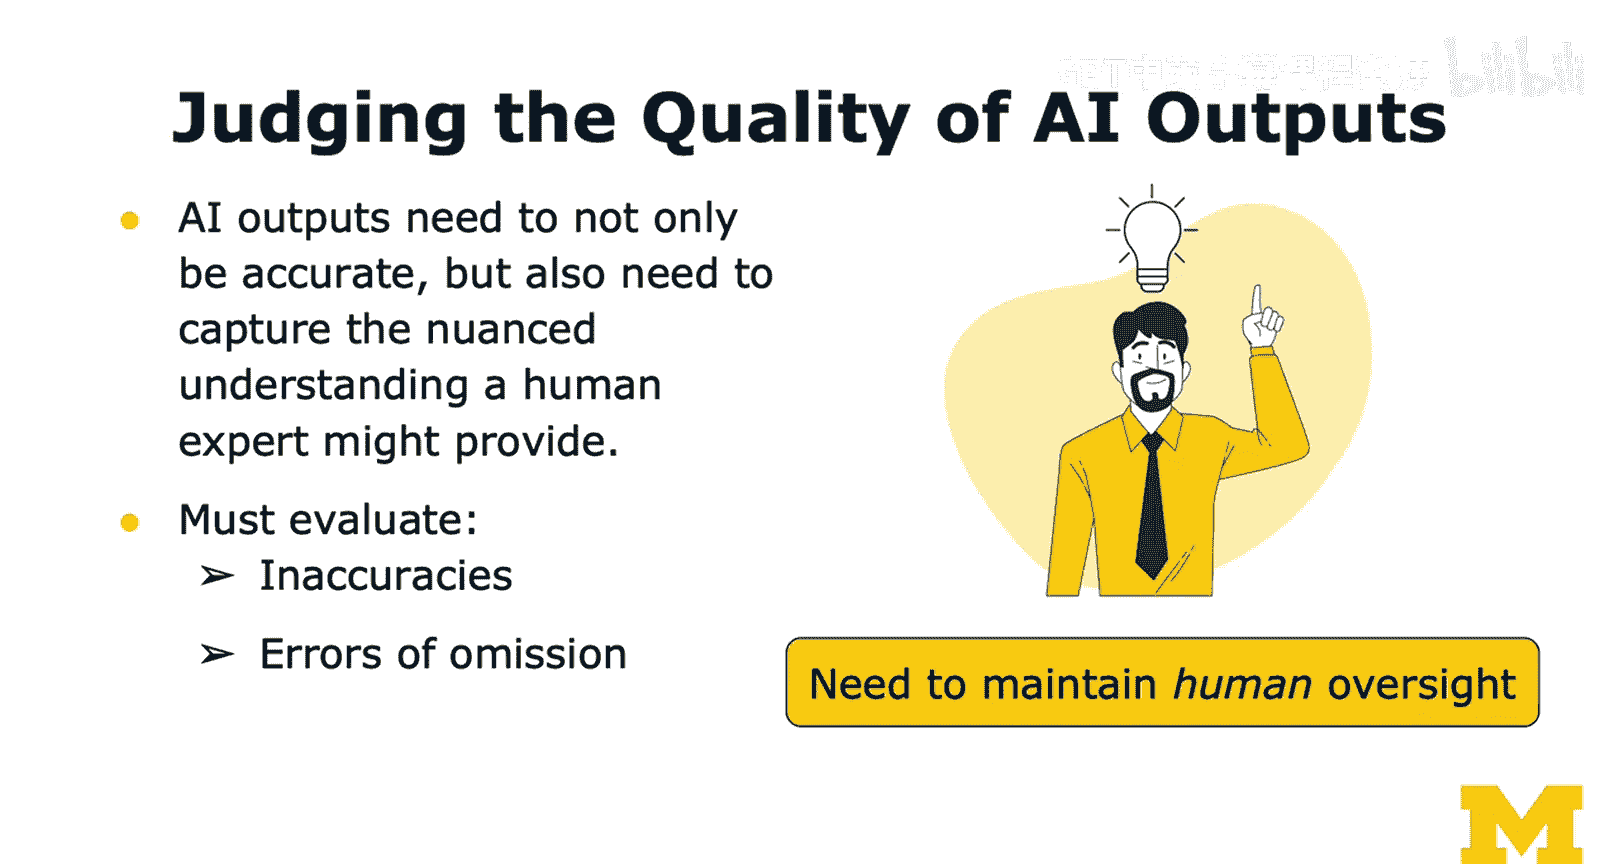 bilibili
Judging the Quality of AI Outputs
● AI outputs need to not only
be accurate, but also need to
capture the nuanced
understanding a human
expert might provide.
● Must evaluate:
➢ Inaccuracies
➢ Errors of omission
Need to maintain human oversight
M